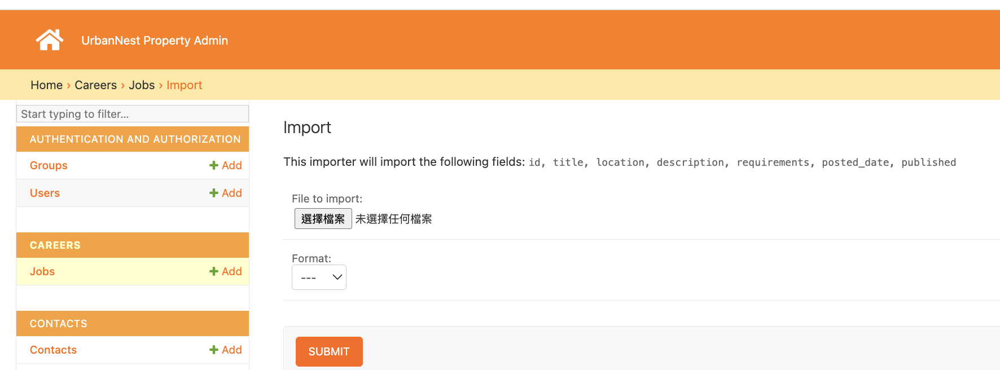 UrbanNest Property Admin
Home › Careers › Jobs › Import
Start typing to filter...
AUTHENTICATION AND AUTHORIZATION
Groups Add
Users Add
CAREERS
Jobs Add
CONTACTS
Contacts Add
Import
This importer will import the following fields: id, title, location, description, requirements, posted_date, published
File to import:
選擇檔案 未選擇任何檔案
Format:
---
SUBMIT